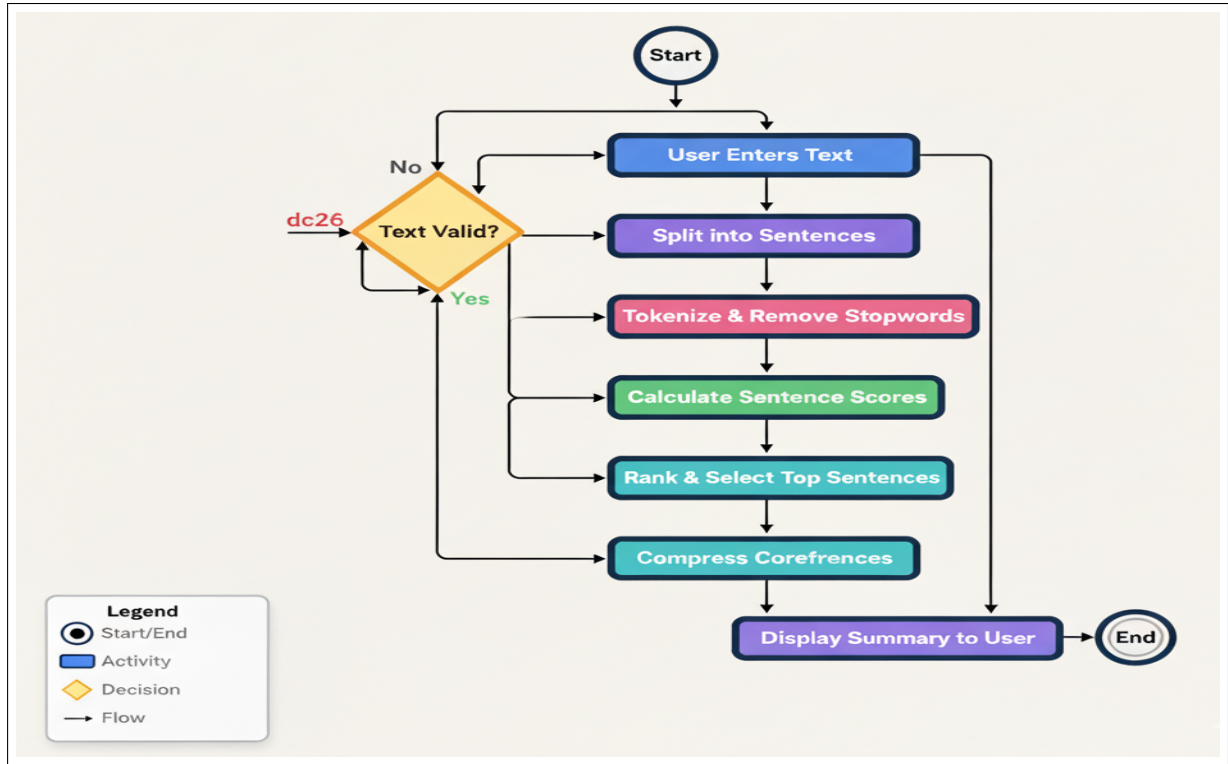 Start
User Enters Text
No
dc26
Text Valid?
Yes
Split into Sentences
Tokenize & Remove Stopwords
Calculate Sentence Scores
Rank & Select Top Sentences
Compress Corefrences
Display Summary to User
End
Legend
Start/End
Activity
Decision
Flow